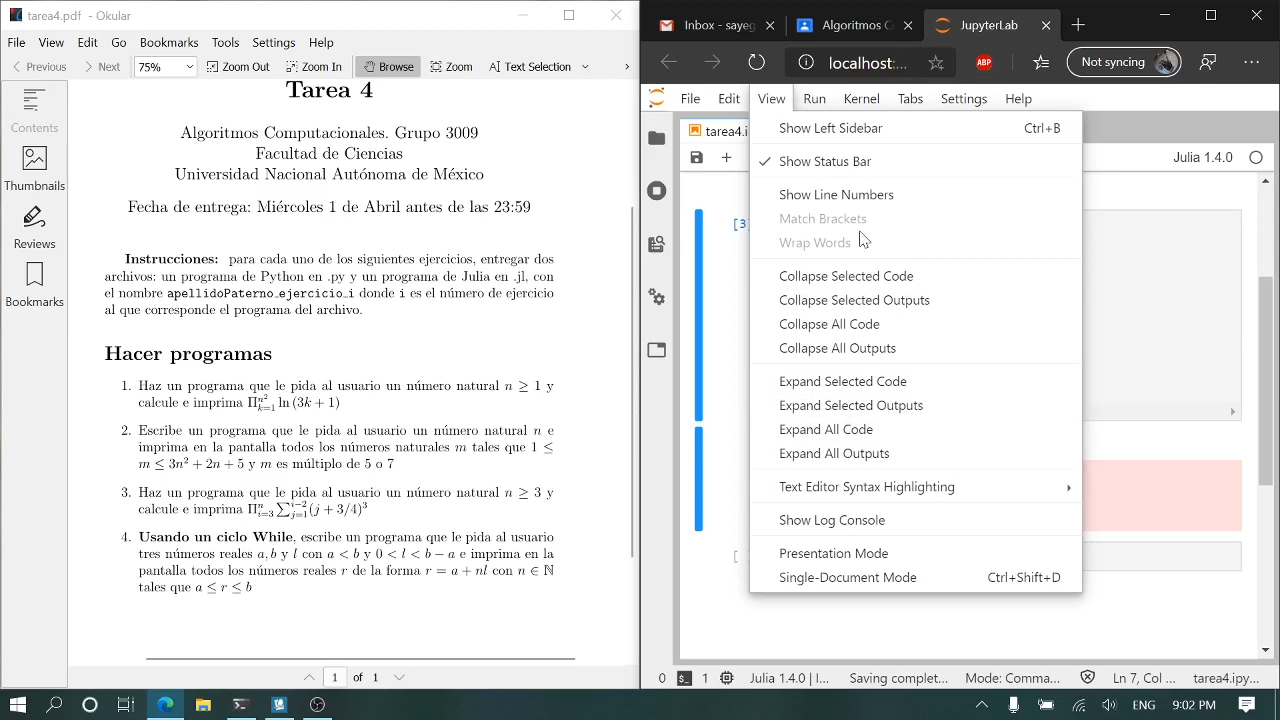 tarea4.pdf - Okular
File View Edit Go Bookmarks Tools Settings Help
Previous Next 75% Zoom Out Zoom In Browse Zoom Text Selection
Contents
Thumbnails
Reviews
Bookmarks
Tarea 4
Algoritmos Computacionales. Grupo 3009
Facultad de Ciencias
Universidad Nacional Autónoma de México
Fecha de entrega: Miércoles 1 de Abril antes de las 23:59
Instrucciones: para cada uno de los siguientes ejercicios, entregar dos
archivos: un programa de Python en .py y un programa de Julia en .jl, con
el nombre apellidoPaterno_ejercicio_i donde i es el número de ejercicio
al que corresponde el programa del archivo.
Hacer programas
1. Haz un programa que le pida al usuario un número natural n ≥ 1 y
calcule e imprima Π_{k=1}^{n^2} ln (3k + 1)
2. Escribe un programa que le pida al usuario un número natural n e
imprima en la pantalla todos los números naturales m tales que 1 ≤
m ≤ 3n² + 2n + 5 y m es múltiplo de 5 o 7
3. Haz un programa que le pida al usuario un número natural n ≥ 3 y
calcule e imprima Π_{i=3}^{n} ∑_{j=1}^{i−2} (j + 3/4)³
4. Usando un ciclo While, escribe un programa que le pida al usuario
tres números reales a, b y l con a < b y 0 < l < b − a e imprima en la
pantalla todos los números reales r de la forma r = a + nl con n ∈ ℕ
tales que a ≤ r ≤ b
1 of 1
Inbox - sayeg
Algoritmos C
JupyterLab
localhost:...
ABP
Not syncing
File Edit View Run Kernel Tabs Settings Help
tarea4.i
Julia 1.4.0
[3]
[ ]
Show Left Sidebar Ctrl+B
Show Status Bar
Show Line Numbers
Match Brackets
Wrap Words
Collapse Selected Code
Collapse Selected Outputs
Collapse All Code
Collapse All Outputs
Expand Selected Code
Expand Selected Outputs
Expand All Code
Expand All Outputs
Text Editor Syntax Highlighting
Show Log Console
Presentation Mode
Single-Document Mode Ctrl+Shift+D
0 1 Julia 1.4.0 | I... Saving complet... Mode: Comma... Ln 7, Col ... tarea4.ipy...
ENG 9:02 PM